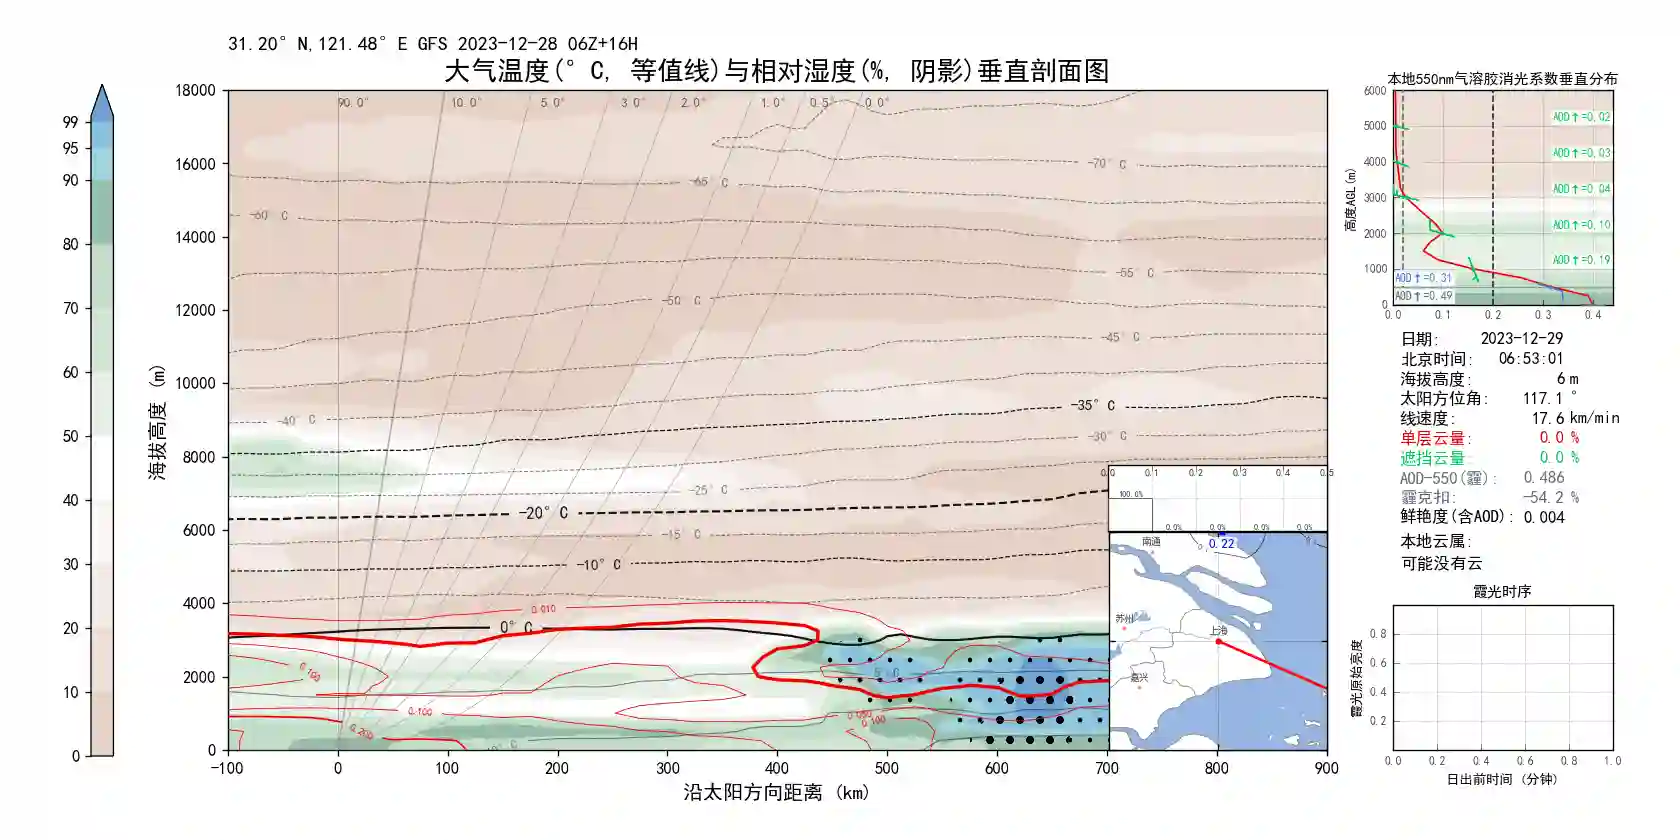 31.20° N,121.48° E GFS 2023-12-28 06Z+16H
大气温度(° C, 等值线)与相对湿度(%, 阴影)垂直剖面图
99
95
90
80
70
60
50
40
30
20
10
0
海拔高度 (m)
18000
16000
14000
12000
10000
8000
6000
4000
2000
0
90.0° 10.0° 5.0° 3.0° 2.0° 1.0° 0.5° 0.0°
-70° C
-65° C
-60° C
-55° C
-50° C
-45° C
-40° C
-35° C
-30° C
-25° C
-20° C
-15° C
-10° C
0° C
5° C
10° C
0.010
0.100
0.100
0.200
0.050
0.100
-100 0 100 200 300 400 500 600 700 800 900
沿太阳方向距离 (km)
0.0 0.1 0.2 0.3 0.4 0.5
100.0%
0.0% 0.0% 0.0% 0.0%
0.22
南通
苏州
上海
嘉兴
本地550nm气溶胶消光系数垂直分布
高度AGL(m)
6000
5000
4000
3000
2000
1000
0
AOD↑=0.02
AOD↑=0.03
AOD↑=0.04
AOD↑=0.10
AOD↑=0.19
AOD↑=0.31
AOD↑=0.49
0.0 0.1 0.2 0.3 0.4
日期: 2023-12-29
北京时间: 06:53:01
海拔高度: 6 m
太阳方位角: 117.1 °
线速度: 17.6 km/min
单层云量: 0.0 %
遮挡云量: 0.0 %
AOD-550(霾): 0.486
霾克扣: -54.2 %
鲜艳度(含AOD): 0.004
本地云属:
可能没有云
霞光时序
霞光原始亮度
0.8
0.6
0.4
0.2
0.0 0.2 0.4 0.6 0.8 1.0
日出前时间 (分钟)